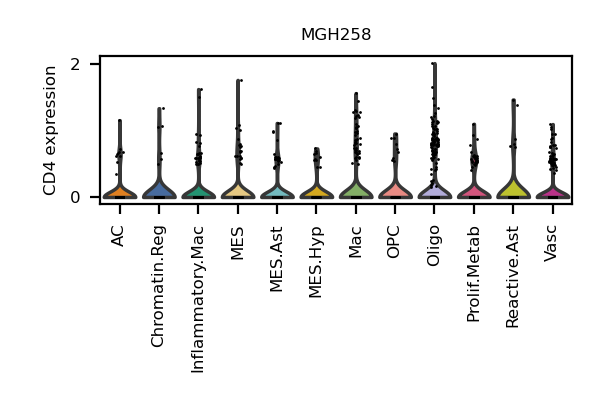 MGH258
CD4 expression
2
0
AC
Chromatin.Reg
Inflammatory.Mac
MES
MES.Ast
MES.Hyp
Mac
OPC
Oligo
Prolif.Metab
Reactive.Ast
Vasc